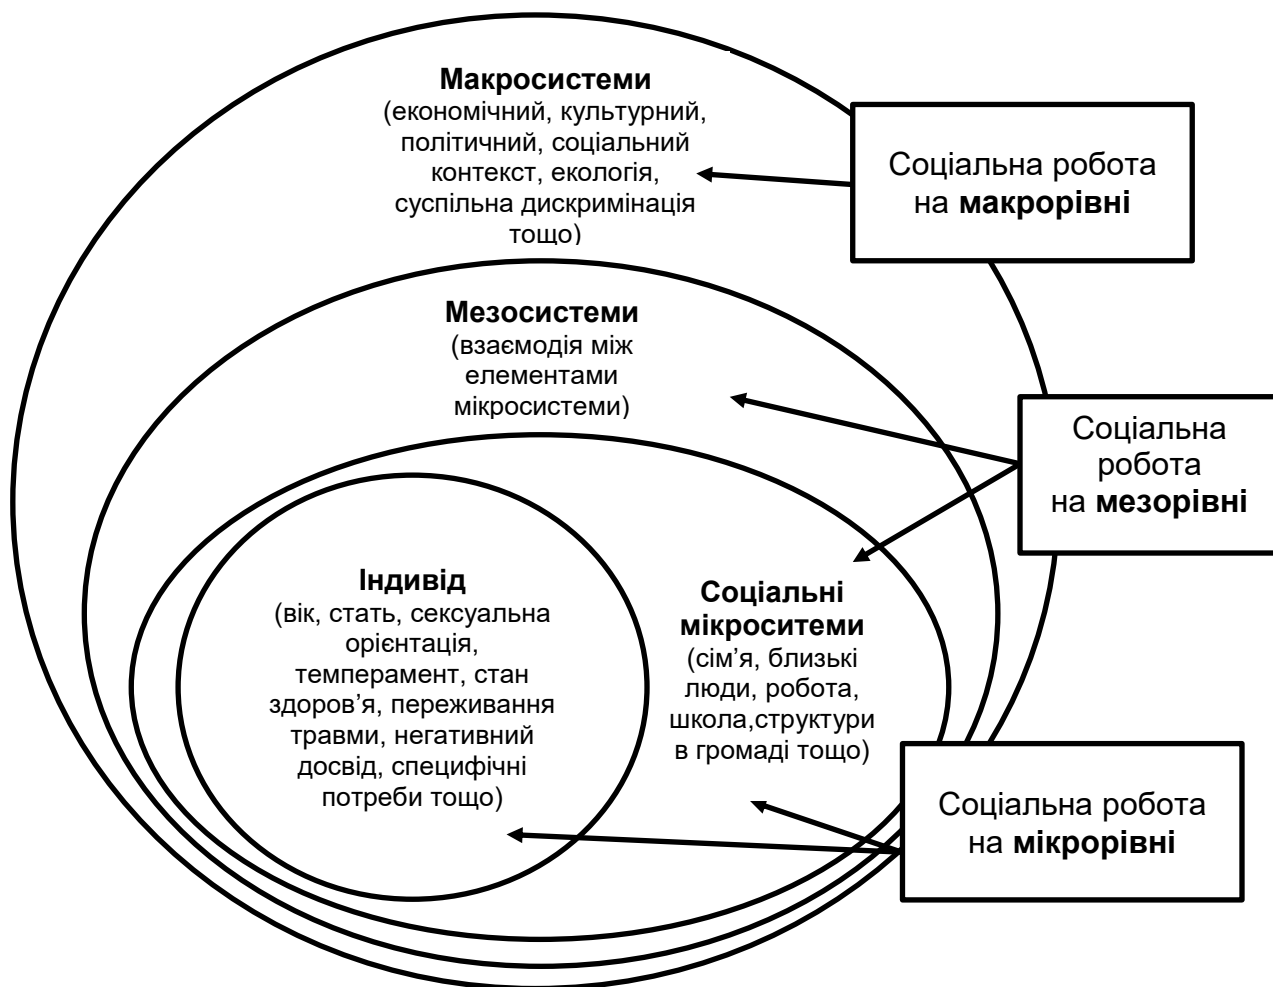 Макросистеми
(економічний, культурний,
політичний, соціальний
контекст, екологія,
суспільна дискримінація
тощо)
Соціальна робота
на макрорівні
Мезосистеми
(взаємодія між
елементами
мікросистеми)
Соціальна
робота
на мезорівні
Індивід
(вік, стать, сексуальна
орієнтація,
темперамент, стан
здоров’я, переживання
травми, негативний
досвід, специфічні
потреби тощо)
Соціальні
мікроситеми
(сім’я, близькі
люди, робота,
школа,структури
в громаді тощо)
Соціальна робота
на мікрорівні